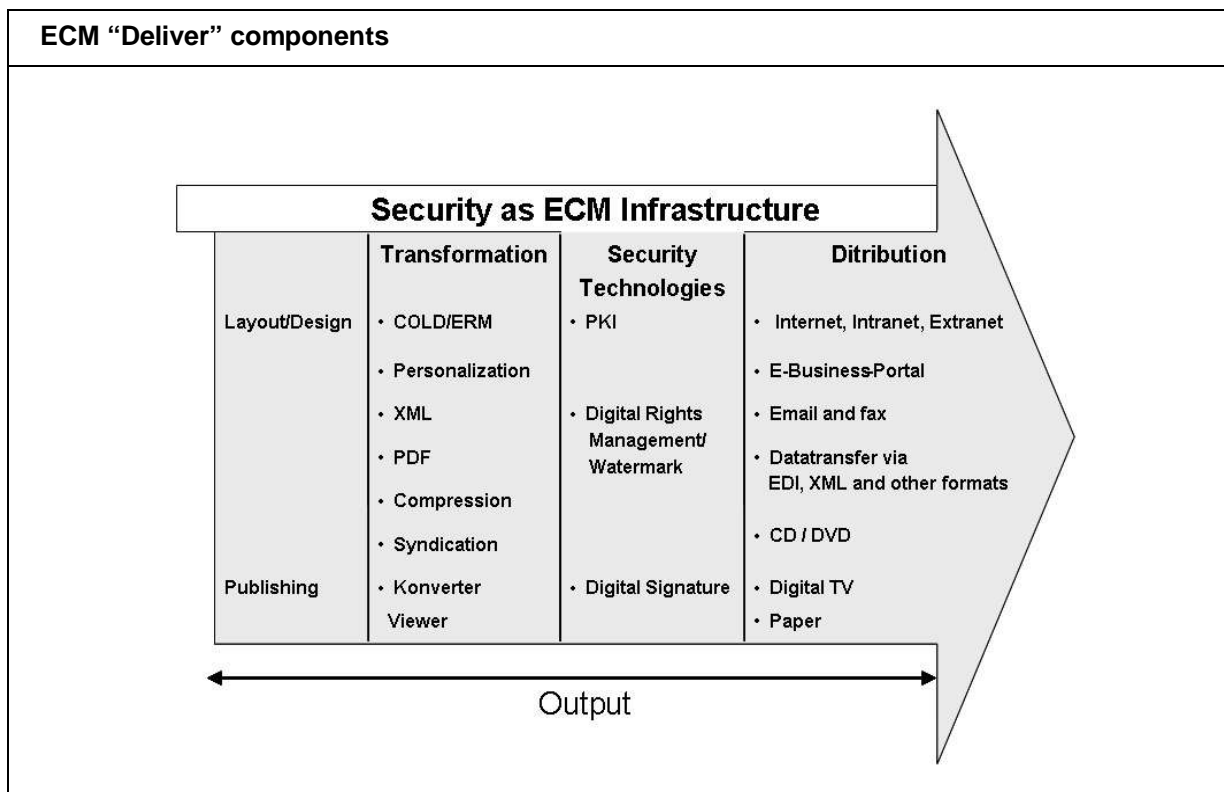 ECM “Deliver” components
Security as ECM Infrastructure
Layout/Design
Publishing
Transformation
• COLD/ERM
• Personalization
• XML
• PDF
• Compression
• Syndication
• Konverter
Viewer
Security
Technologies
• PKI
• Digital Rights
Management/
Watermark
• Digital Signature
Ditribution
• Internet, Intranet, Extranet
• E-Business-Portal
• Email and fax
• Datatransfer via
EDI, XML and other formats
• CD / DVD
• Digital TV
• Paper
Output